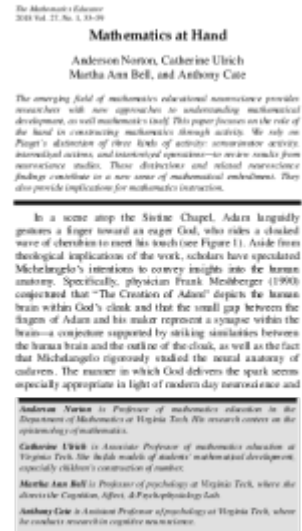 The Mathematics Educator
2018 Vol. 27, No. 1, 33–59
Mathematics at Hand
Anderson Norton, Catherine Ulrich
Martha Ann Bell, and Anthony Cate
The emerging field of mathematics educational neuroscience provides
researchers with new approaches to understanding mathematical
development, as well mathematics itself. This paper focuses on the role of
the hand in constructing mathematics through activity. We rely on
Piaget's distinction of three kinds of activity: sensorimotor activity,
internalized actions, and interiorized operations—to review results from
neuroscience studies. These distinctions and related neuroscience
findings contribute to a new sense of mathematical embodiment. They
also provide implications for mathematics instruction.
In a scene atop the Sistine Chapel, Adam languidly
gestures a finger toward an eager God, who rides a cloaked
wave of cherubim to meet his touch (see Figure 1). Aside from
theological implications of the work, scholars have speculated
Michelangelo's intentions to convey insights into the human
anatomy. Specifically, physician Frank Meshberger (1990)
conjectured that “The Creation of Adam” depicts the human
brain within God's cloak and that the small gap between the
fingers of Adam and his maker represent a synapse within the
brain—a conjecture supported by striking similarities between
the human brain and the outline of the cloak, as well as the fact
that Michelangelo rigorously studied the neural anatomy of
cadavers. The manner in which God delivers the spark seems
especially appropriate in light of modern day neuroscience and
Anderson Norton is Professor of mathematics education in the
Department of Mathematics at Virginia Tech. His research centers on the
epistemology of mathematics.
Catherine Ulrich is Associate Professor of mathematics education at
Virginia Tech. She builds models of students' mathematical development,
especially children's construction of number.
Martha Ann Bell is Professor of psychology at Virginia Tech, where she
directs the Cognition, Affect, & Psychophysiology Lab.
Anthony Cate is Assistant Professor of psychology at Virginia Tech, where
he conducts research in cognitive neuroscience.